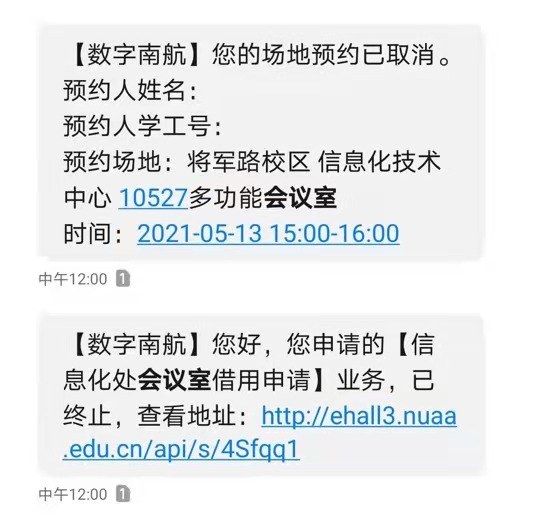 【数字南航】您的场地预约已取消。
预约人姓名：
预约人学工号：
预约场地：将军路校区 信息化技术
中心 10527多功能会议室
时间：2021-05-13 15:00-16:00
中午12:00 1
【数字南航】您好，您申请的【信
息化处会议室借用申请】业务，已
终止，查看地址：http://ehall3.nuaa
.edu.cn/api/s/4Sfqq1
中午12:00 1